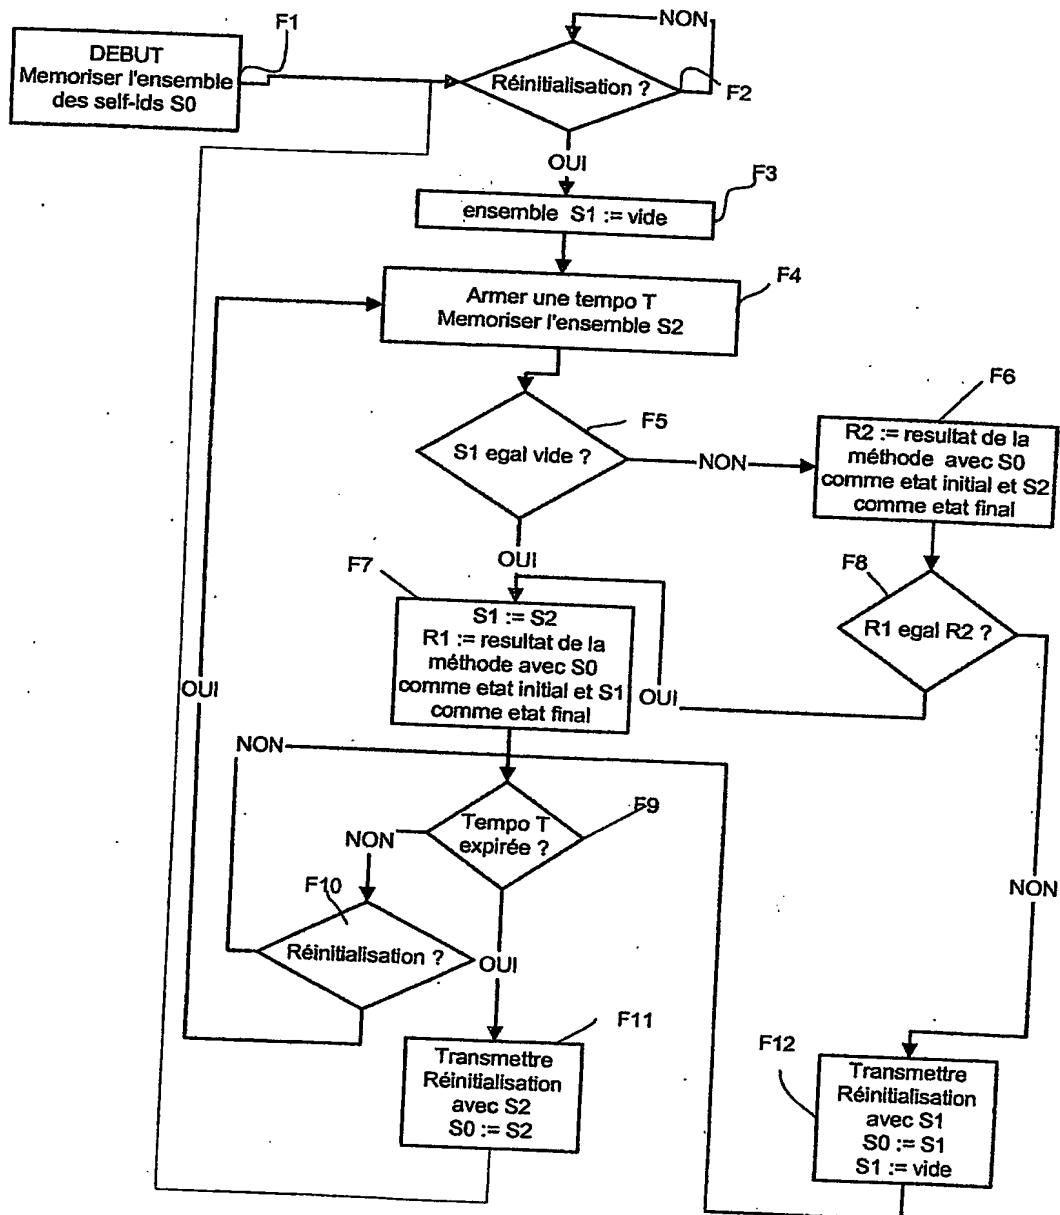 F1
DEBUT
Memoriser l'ensemble
des self-ids S0
NON
Réinitialisation ?
F2
OUI
F3
ensemble S1 := vide
F4
Armer une tempo T
Memoriser l'ensemble S2
F5
S1 egal vide ?
NON
F6
R2 := resultat de la
méthode avec S0
comme etat initial et S2
comme etat final
OUI
F7
S1 := S2
R1 := resultat de la
méthode avec S0
comme etat initial et S1
comme etat final
F8
R1 egal R2 ?
OUI
OUI
NON
NON
Tempo T
expirée ?
F9
NON
F10
Réinitialisation ?
OUI
F11
Transmettre
Réinitialisation
avec S2
S0 := S2
NON
F12
Transmettre
Réinitialisation
avec S1
S0 := S1
S1 := vide